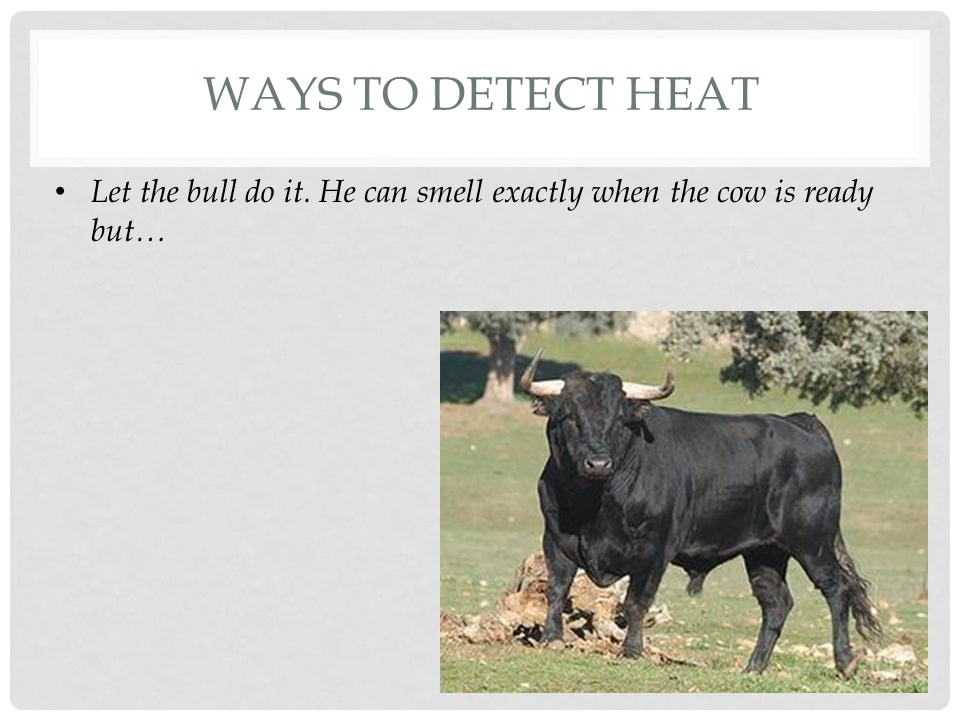 WAYS TO DETECT HEAT
• Let the bull do it. He can smell exactly when the cow is ready
but…